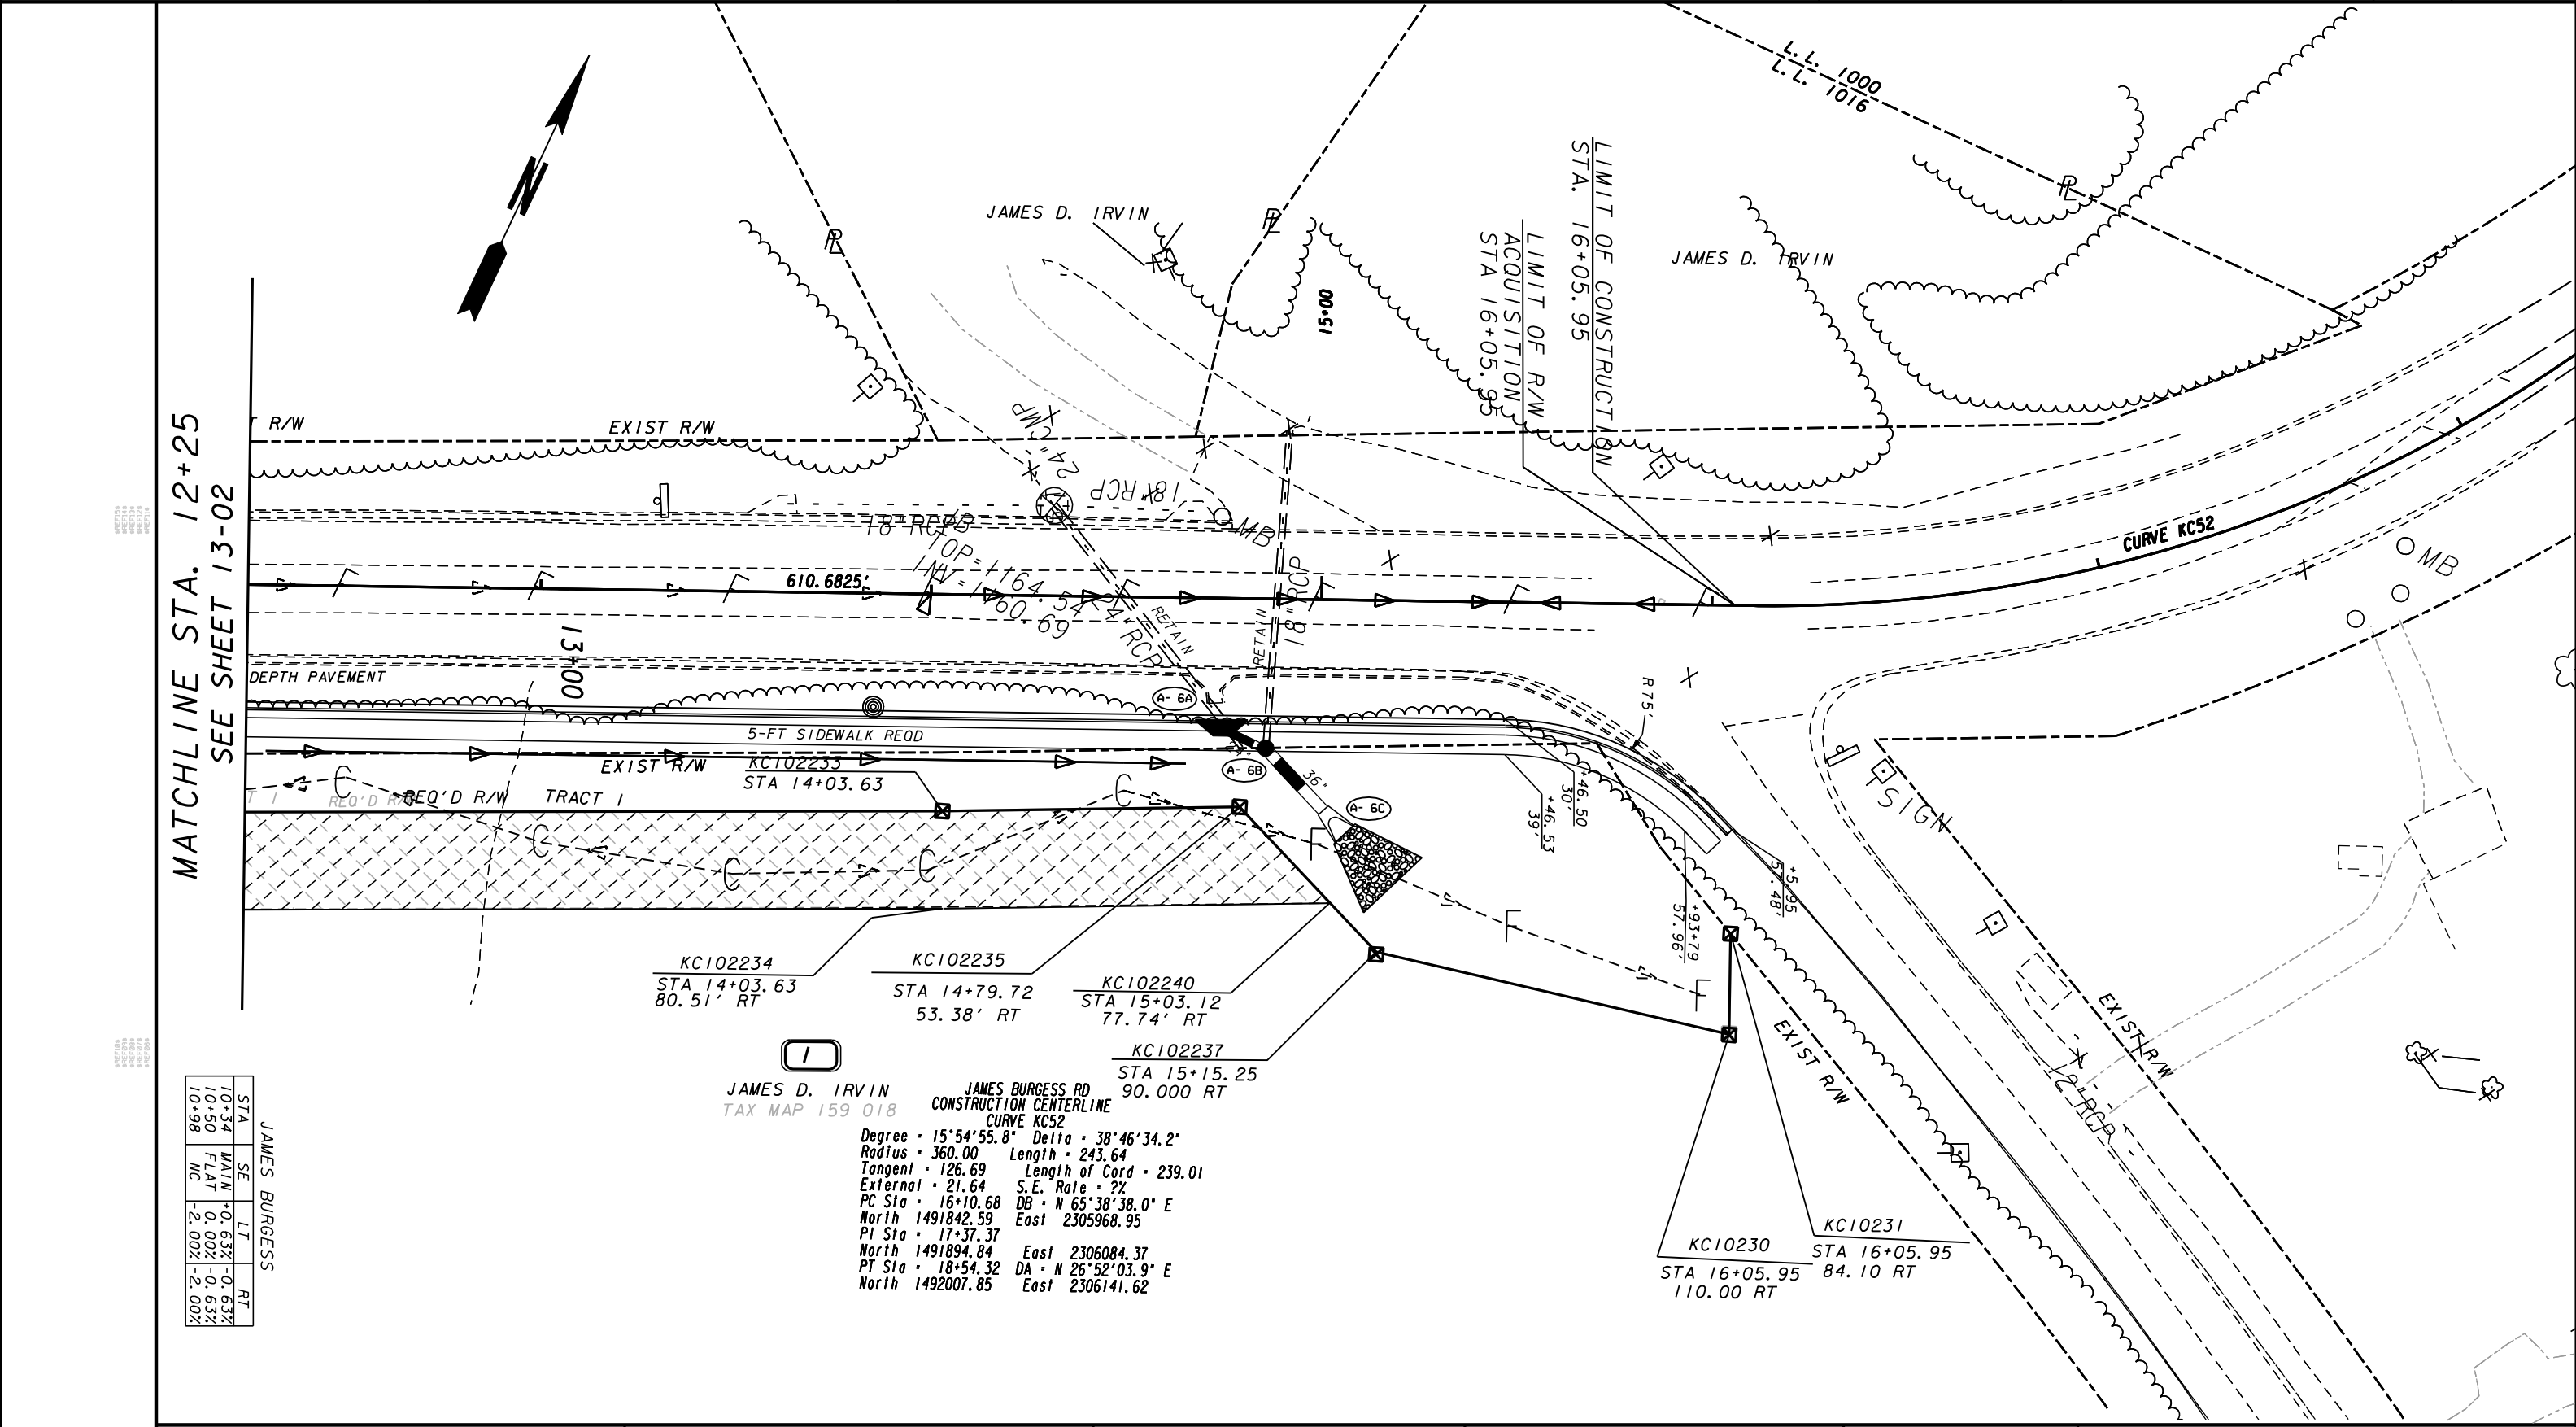 L.L. 1000
L.L. 1016
LIMIT OF CONSTRUCTION
STA. 16+05.95
LIMIT OF R/W
ACQUISITION
STA 16+05.95
JAMES D. IRVIN
JAMES D. IRVIN
N
PL
PL
PL
15+00
MATCHLINE STA. 12+25
SEE SHEET 13-02
T R/W
EXIST R/W
24" CMP
18" RCP
18" RCP
MB
TOP=1164.54
INV=1160.69
24" RCP
RETAIN
RETAIN
18" RCP
610.6825'
CURVE KC52
MB
13+00
DEPTH PAVEMENT
5-FT SIDEWALK REQD
A- 6A
A- 6B
A- 6C
36"
R 75'
SIGN
EXIST R/W
KC102233
STA 14+03.63
T 1
REQ'D R/W
REQ'D R/W
TRACT 1
+46.50
30'
+46.53
39'
+5.95
57.48'
+93+79
57.96'
KC102234
STA 14+03.63
80.51' RT
KC102235
STA 14+79.72
53.38' RT
KC102240
STA 15+03.12
77.74' RT
KC102237
STA 15+15.25
90.000 RT
EXIST R/W
EXIST R/W
12" RCP
1
JAMES D. IRVIN
TAX MAP 159 018
JAMES BURGESS RD
CONSTRUCTION CENTERLINE
CURVE KC52
Degree = 15°54'55.8" Delta = 38°46'34.2"
Radius = 360.00 Length = 243.64
Tangent = 126.69 Length of Cord = 239.01
External = 21.64 S.E. Rate = ?%
PC Sta = 16+10.68 DB = N 65°38'38.0" E
North 1491842.59 East 2305968.95
PI Sta = 17+37.37
North 1491894.84 East 2306084.37
PT Sta = 18+54.32 DA = N 26°52'03.9" E
North 1492007.85 East 2306141.62
KC10231
STA 16+05.95
84.10 RT
KC10230
STA 16+05.95
110.00 RT
JAMES BURGESS
STA SE LT RT
10+34 MAIN +0.63% -0.63%
10+50 FLAT 0.00% -0.63%
10+98 NC -2.00% -2.00%